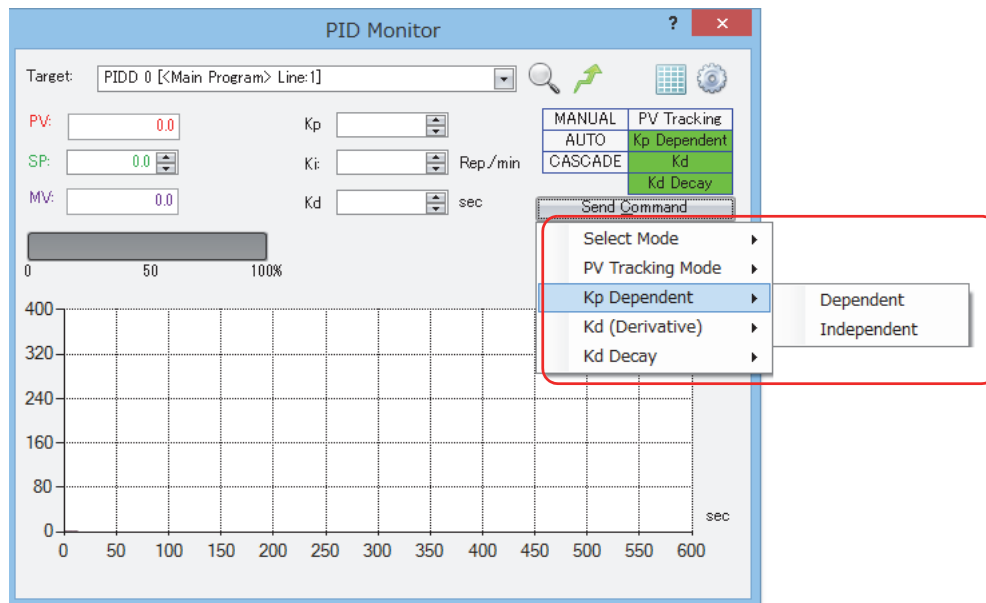 PID Monitor ?
Target: PIDD 0 [<Main Program> Line:1]
PV: 0.0 Kp MANUAL PV Tracking
AUTO Kp Dependent
SP: 0.0 Ki: Rep./min CASCADE Kd
Kd Decay
MV: 0.0 Kd sec Send Command
Select Mode
0 50 100% PV Tracking Mode
Kp Dependent Dependent
Kd (Derivative) Independent
Kd Decay
400
320
240
160
80
0 sec
0 50 100 150 200 250 300 350 400 450 500 550 600